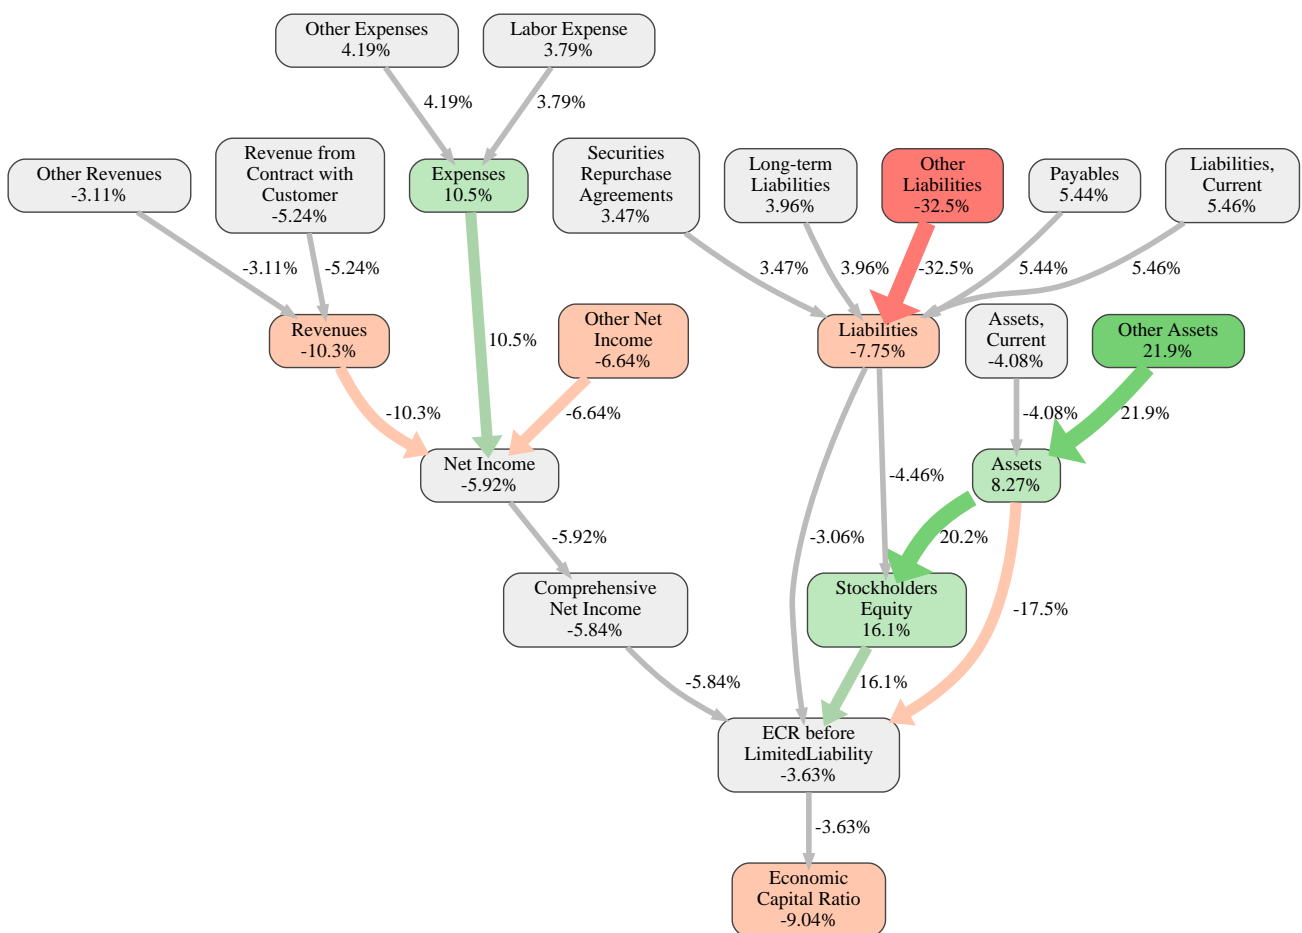 Other Expenses
4.19%
Labor Expense
3.79%
4.19%
3.79%
Other Revenues
-3.11%
Revenue from
Contract with
Customer
-5.24%
Expenses
10.5%
Securities
Repurchase
Agreements
3.47%
Long-term
Liabilities
3.96%
Other
Liabilities
-32.5%
Payables
5.44%
Liabilities,
Current
5.46%
-3.11%
-5.24%
3.47%
3.96%
-32.5%
5.44%
5.46%
Revenues
-10.3%
10.5%
Other Net
Income
-6.64%
Liabilities
-7.75%
Assets,
Current
-4.08%
Other Assets
21.9%
-10.3%
-6.64%
-4.08%
21.9%
Net Income
-5.92%
-4.46%
Assets
8.27%
-5.92%
-3.06%
20.2%
Comprehensive
Net Income
-5.84%
Stockholders
Equity
16.1%
-17.5%
-5.84%
16.1%
ECR before
LimitedLiability
-3.63%
-3.63%
Economic
Capital Ratio
-9.04%